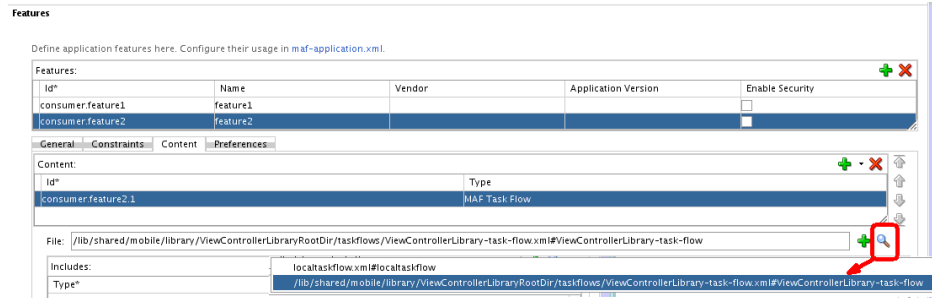 Features
Define application features here. Configure their usage in maf-application.xml.
Features:
Id* Name Vendor Application Version Enable Security
consumer.feature1 feature1
consumer.feature2 feature2
General Constraints Content Preferences
Content:
Id* Type
consumer.feature2.1 MAF Task Flow
File: /lib/shared/mobile/library/ViewControllerLibraryRootDir/taskflows/ViewControllerLibrary-task-flow.xml#ViewControllerLibrary-task-flow
Includes:
localtaskflow.xml#localtaskflow
Type*
/lib/shared/mobile/library/ViewControllerLibraryRootDir/taskflows/ViewControllerLibrary-task-flow.xml#ViewControllerLibrary-task-flow